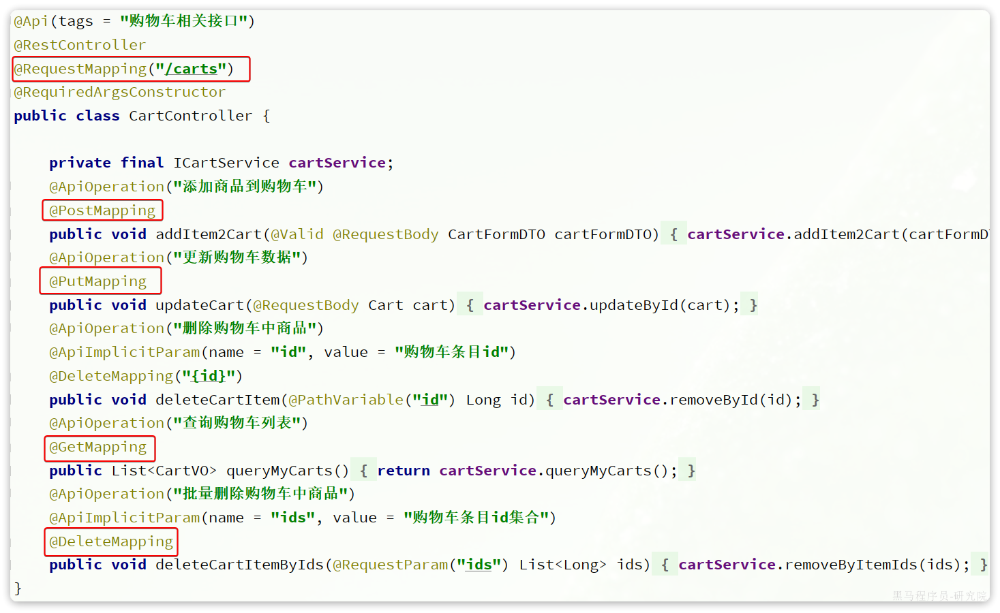 @Api(tags = "购物车相关接口")
@RestController
@RequestMapping("/carts")
@RequiredArgsConstructor
public class CartController {
private final ICartService cartService;
@ApiOperation("添加商品到购物车")
@PostMapping
public void addItem2Cart(@Valid @RequestBody CartFormDTO cartFormDTO) { cartService.addItem2Cart(cartFormDT
@ApiOperation("更新购物车数据")
@PutMapping
public void updateCart(@RequestBody Cart cart) { cartService.updateById(cart); }
@ApiOperation("删除购物车中商品")
@ApiImplicitParam(name = "id", value = "购物车条目id")
@DeleteMapping("{id}")
public void deleteCartItem(@PathVariable("id") Long id) { cartService.removeById(id); }
@ApiOperation("查询购物车列表")
@GetMapping
public List<CartVO> queryMyCarts() { return cartService.queryMyCarts(); }
@ApiOperation("批量删除购物车中商品")
@ApiImplicitParam(name = "ids", value = "购物车条目id集合")
@DeleteMapping
public void deleteCartItemByIds(@RequestParam("ids") List<Long> ids) { cartService.removeByItemIds(ids); }
}
黑马程序员-研究院